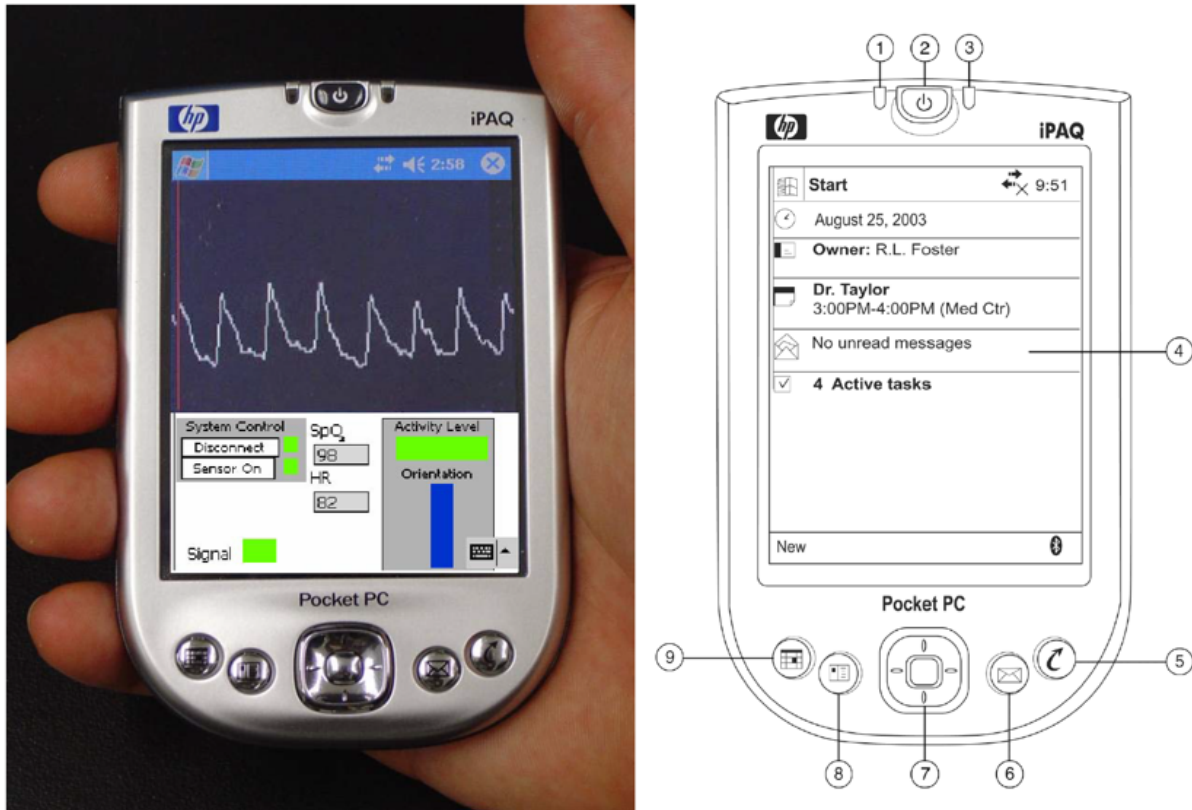 hp
iPAQ
2:58
System Control
Disconnect
Sensor On
SpO2
98
HR
82
Activity Level
Orientation
Signal
Pocket PC
1
2
3
hp
iPAQ
Start
9:51
August 25, 2003
Owner: R.L. Foster
Dr. Taylor
3:00PM-4:00PM (Med Ctr)
No unread messages
4
4 Active tasks
New
Pocket PC
9
5
8
7
6